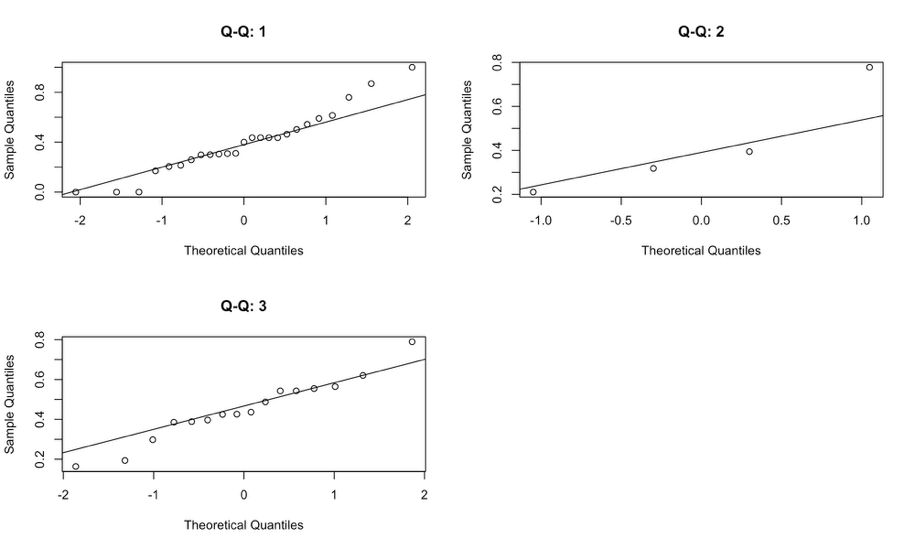 Q-Q: 1
Sample Quantiles
0.8
0.4
0.0
-2 -1 0 1 2
Theoretical Quantiles
Q-Q: 2
Sample Quantiles
0.8
0.6
0.4
0.2
-1.0 -0.5 0.0 0.5 1.0
Theoretical Quantiles
Q-Q: 3
Sample Quantiles
0.8
0.6
0.4
0.2
-2 -1 0 1 2
Theoretical Quantiles